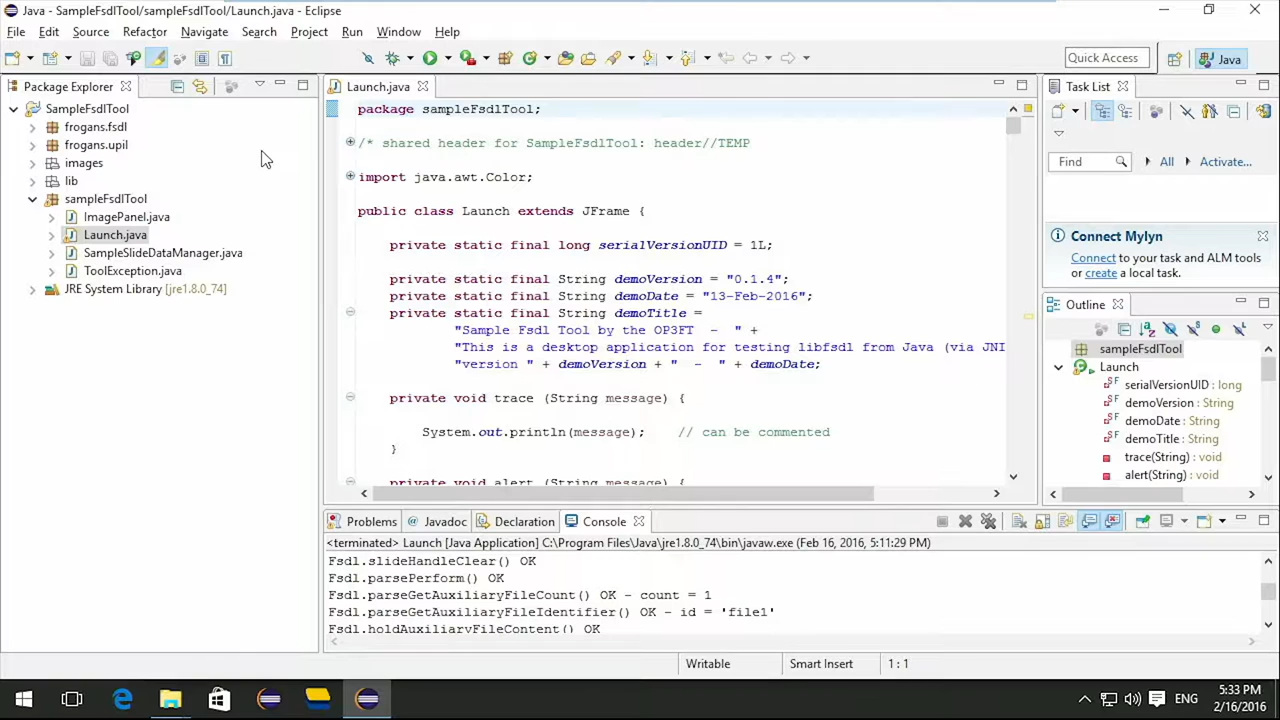 Java - SampleFsdlTool/sampleFsdlTool/Launch.java - Eclipse
File Edit Source Refactor Navigate Search Project Run Window Help
Quick Access
Java
Package Explorer
SampleFsdlTool
frogans.fsdl
frogans.upil
images
lib
sampleFsdlTool
ImagePanel.java
Launch.java
SampleSlideDataManager.java
ToolException.java
JRE System Library [jre1.8.0_74]
Launch.java
package sampleFsdlTool;
/* shared header for SampleFsdlTool: header//TEMP
import java.awt.Color;
public class Launch extends JFrame {
private static final long serialVersionUID = 1L;
private static final String demoVersion = "0.1.4";
private static final String demoDate = "13-Feb-2016";
private static final String demoTitle =
"Sample Fsdl Tool by the OP3FT - " +
"This is a desktop application for testing libfsdl from Java (via JNI
"version " + demoVersion + " - " + demoDate;
private void trace (String message) {
System.out.println(message); // can be commented
}
private void alert (String message) {
Task List
Find
All
Activate...
Connect Mylyn
Connect to your task and ALM tools
or create a local task.
Outline
sampleFsdlTool
Launch
serialVersionUID : long
demoVersion : String
demoDate : String
demoTitle : String
trace(String) : void
alert(String) : void
Problems
@ Javadoc
Declaration
Console
<terminated> Launch [Java Application] C:\Program Files\Java\jre1.8.0_74\bin\javaw.exe (Feb 16, 2016, 5:11:29 PM)
Fsdl.slideHandleClear() OK
Fsdl.parsePerform() OK
Fsdl.parseGetAuxiliaryFileCount() OK - count = 1
Fsdl.parseGetAuxiliaryFileIdentifier() OK - id = 'file1'
Fsdl.holdAuxiliaryFileContent() OK
Writable
Smart Insert
1 : 1
ENG
5:33 PM
2/16/2016